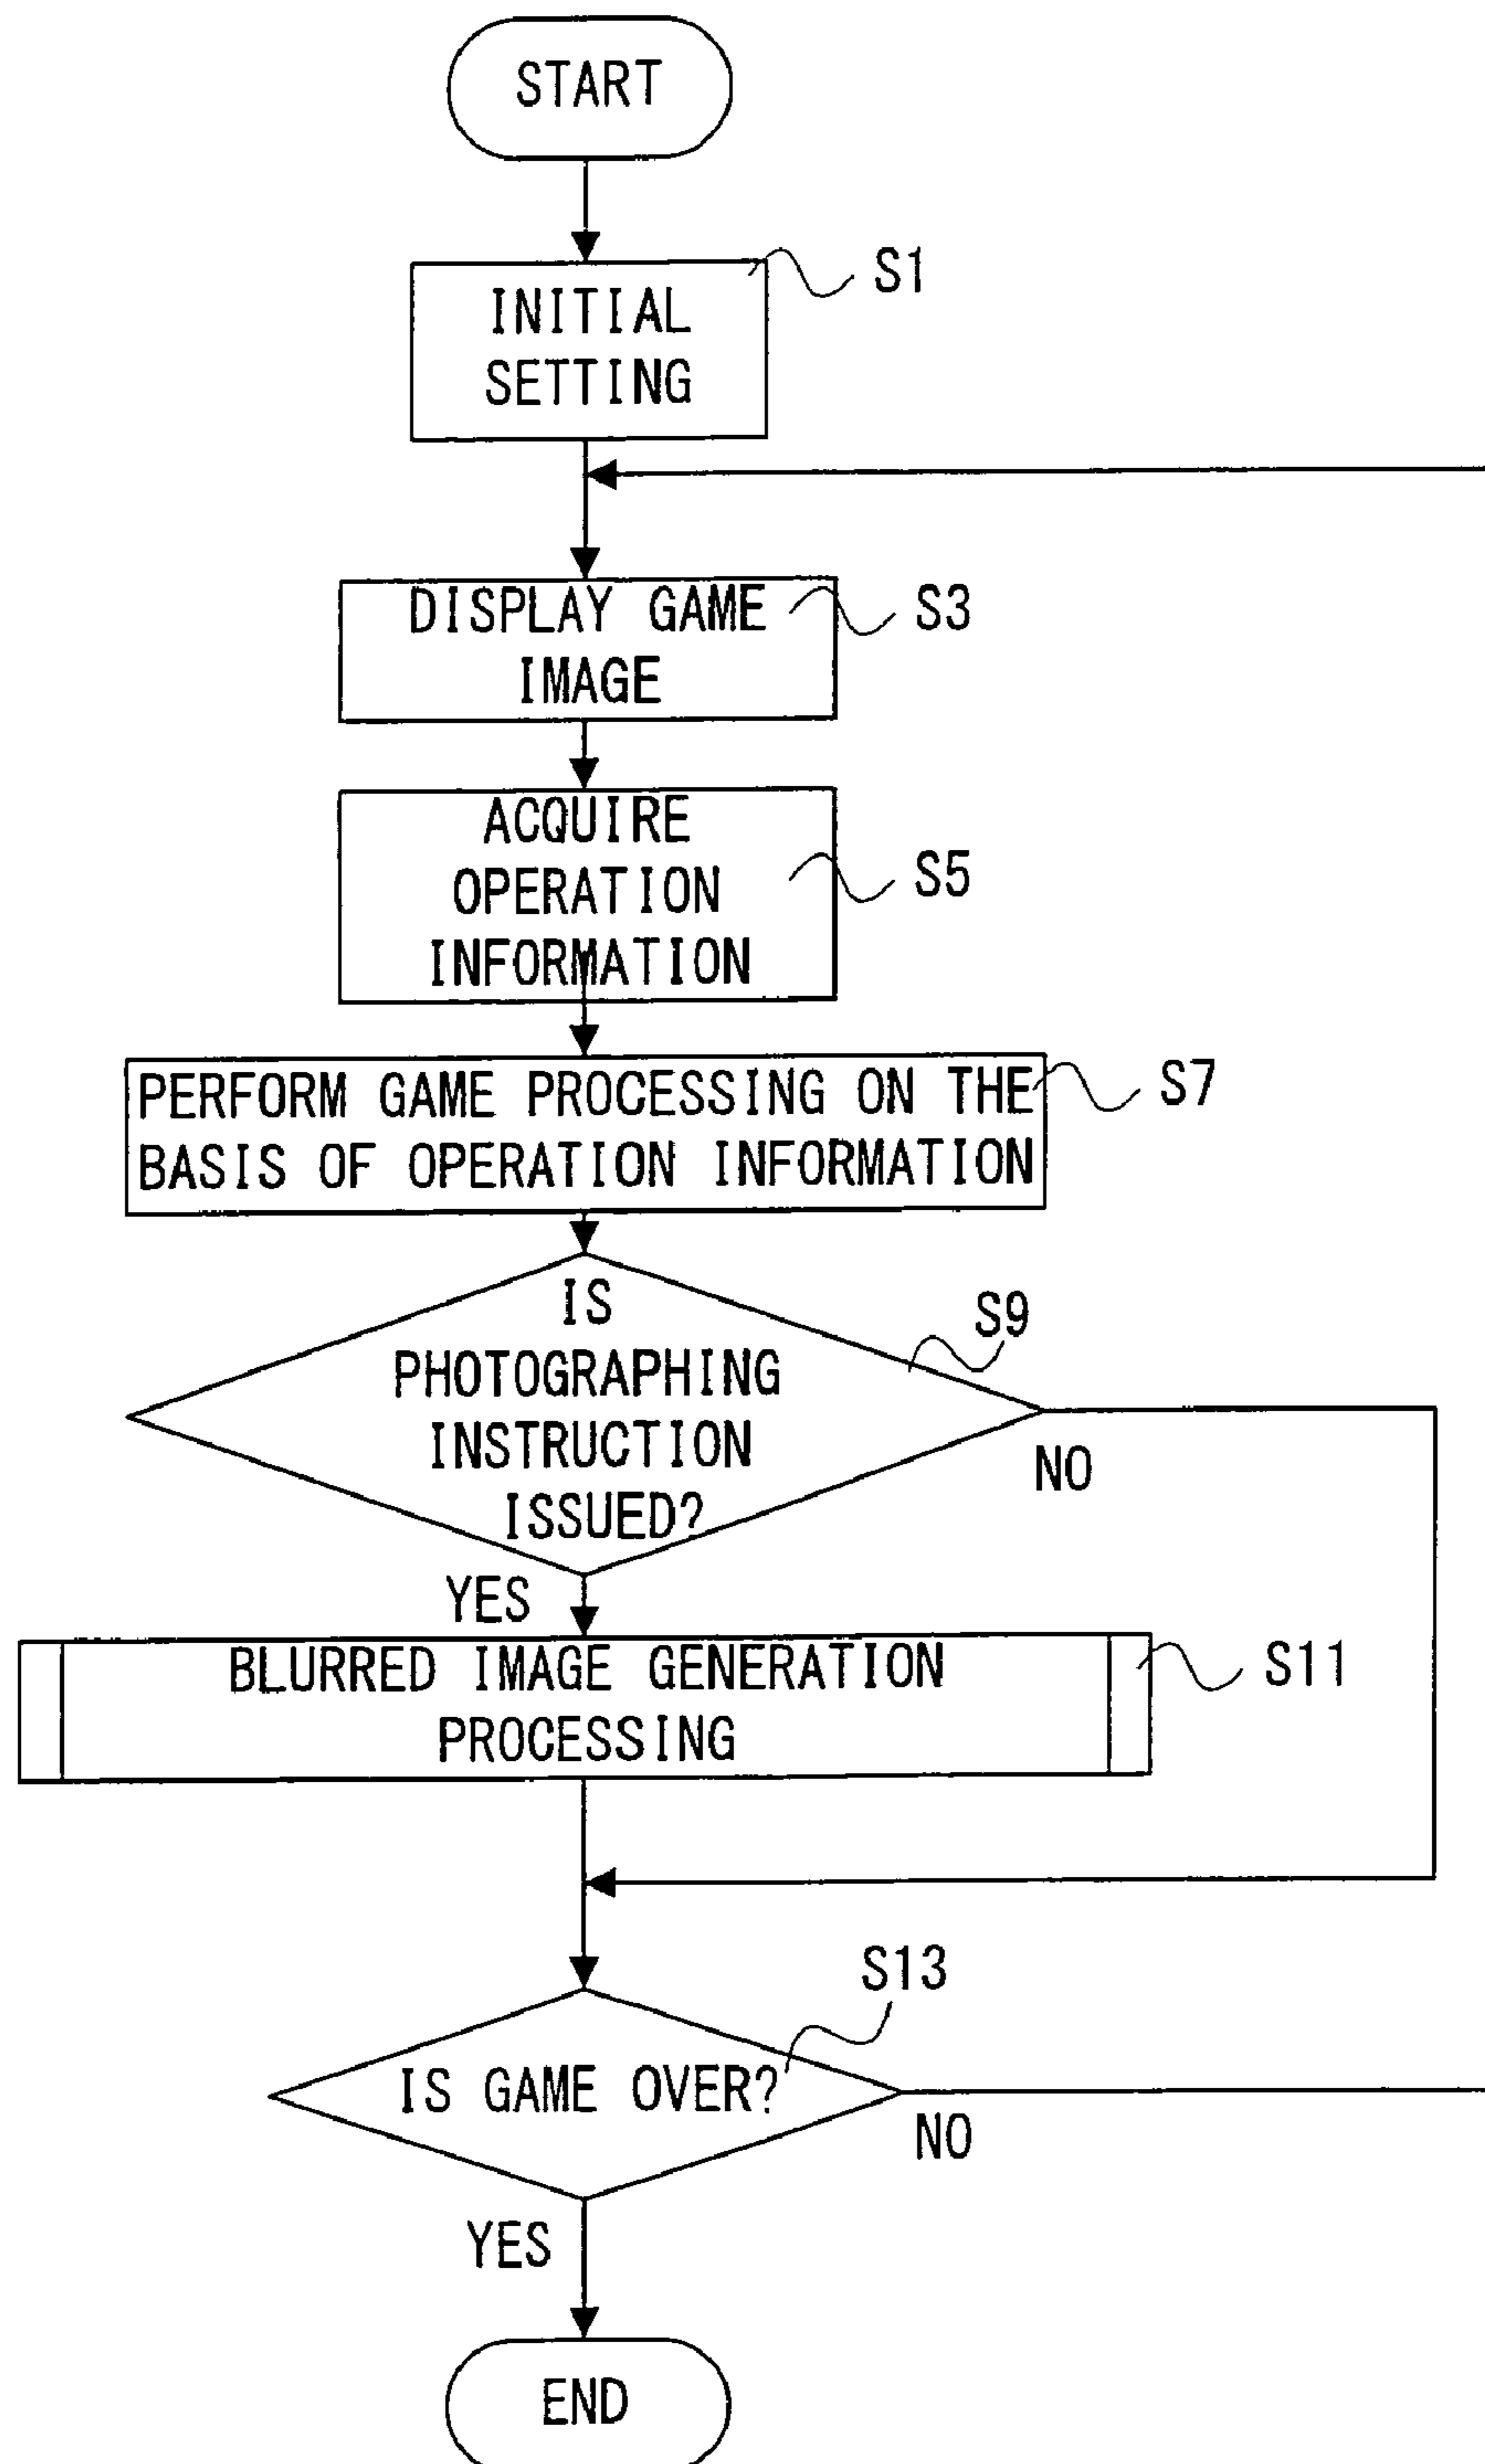 START
S1
INITIAL
SETTING
DISPLAY GAME
IMAGE
S3
ACQUIRE
OPERATION
INFORMATION
S5
PERFORM GAME PROCESSING ON THE
BASIS OF OPERATION INFORMATION
S7
IS
PHOTOGRAPHING
INSTRUCTION
ISSUED?
S9
NO
YES
BLURRED IMAGE GENERATION
PROCESSING
S11
S13
IS GAME OVER?
NO
YES
END